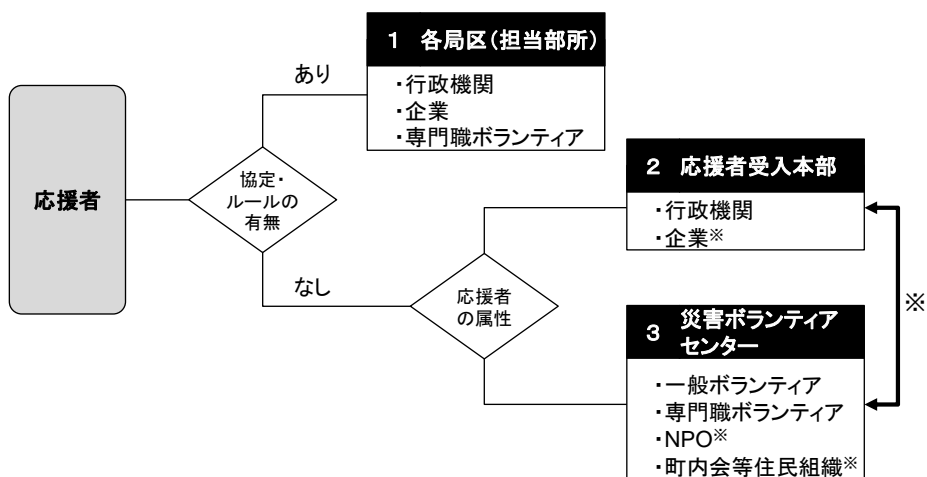 応援者
協定・
ルールの
有無
あり
1 各局区(担当部所)
・行政機関
・企業
・専門職ボランティア
なし
応援者
の属性
2 応援者受入本部
・行政機関
・企業※
3 災害ボランティア
センター
・一般ボランティア
・専門職ボランティア
・NPO※
・町内会等住民組織※
※